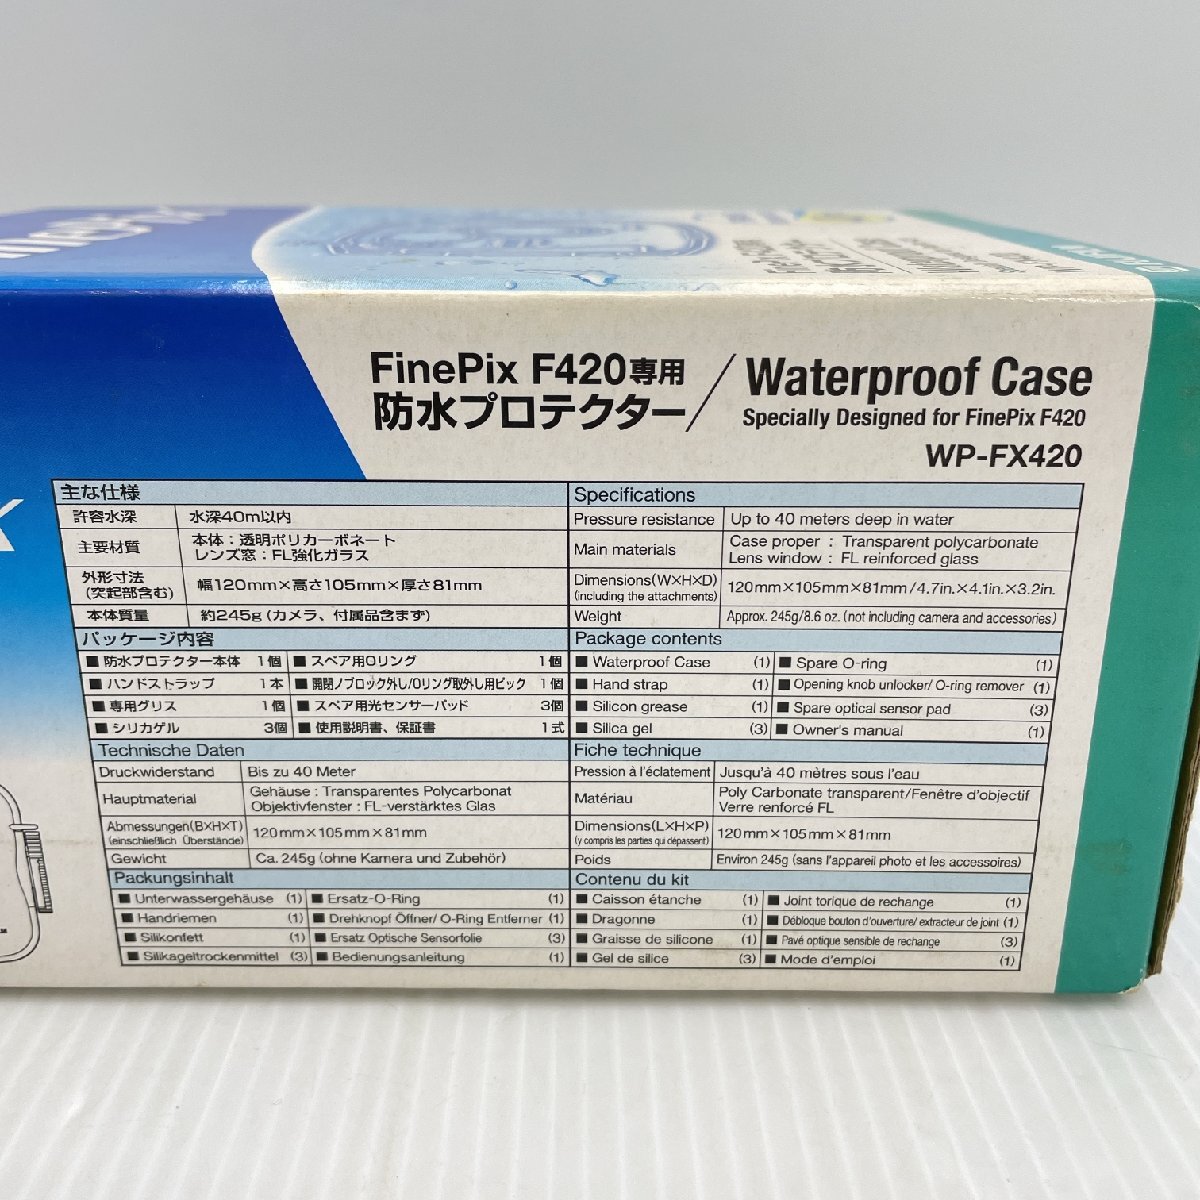 FinePix F420専用
防水プロテクター
Waterproof Case
Specially Designed for FinePix F420
WP-FX420
主な仕様
許容水深 水深40m以内
主要材質 本体：透明ポリカーボネート
レンズ窓：FL強化ガラス
外形寸法
(突起部含む) 幅120mm×高さ105mm×厚さ81mm
本体質量 約245g(カメラ、付属品含まず)
パッケージ内容
■ 防水プロテクター本体 1個 ■ スペア用Oリング 1個
■ ハンドストラップ 1本 ■ 開閉ノブロック外し/Oリング取外し用ピック 1個
■ 専用グリス 1個 ■ スペア用光センサーパッド 3個
■ シリカゲル 3個 ■ 使用説明書、保証書 1式
Specifications
Pressure resistance Up to 40 meters deep in water
Main materials Case proper : Transparent polycarbonate
Lens window : FL reinforced glass
Dimensions(W×H×D)
(including the attachments) 120mm×105mm×81mm/4.7in.×4.1in.×3.2in.
Weight Approx. 245g/8.6 oz. (not including camera and accessories)
Package contents
■ Waterproof Case (1) ■ Spare O-ring (1)
■ Hand strap (1) ■ Opening knob unlocker/ O-ring remover (1)
■ Silicon grease (1) ■ Spare optical sensor pad (3)
■ Silica gel (3) ■ Owner's manual (1)
Technische Daten
Druckwiderstand Bis zu 40 Meter
Hauptmaterial Gehäuse : Transparentes Polycarbonat
Objektivfenster : FL-verstärktes Glas
Abmessungen(B×H×T)
(einschließlich Überstände) 120mm×105mm×81mm
Gewicht Ca. 245g (ohne Kamera und Zubehör)
Packungsinhalt
■ Unterwassergehäuse (1) ■ Ersatz-O-Ring (1)
■ Handriemen (1) ■ Drehknopf Öffner/ O-Ring Entferner (1)
■ Silikonfett (1) ■ Ersatz Optische Sensorfolie (3)
■ Silikageltrockenmittel (3) ■ Bedienungsanleitung (1)
Fiche technique
Pression à l'éclatement Jusqu'à 40 mètres sous l'eau
Matériau Poly Carbonate transparent/Fenêtre d'objectif
Verre renforcé FL
Dimensions(L×H×P)
(y compris les parties qui dépassent) 120mm×105mm×81mm
Poids Environ 245g (sans l'appareil photo et les accessoires)
Contenu du kit
■ Caisson étanche (1) ■ Joint torique de rechange (1)
■ Dragonne (1) ■ Débloque bouton d'ouverture/ extracteur de joint (1)
■ Graisse de silicone (1) ■ Pavé optique sensible de rechange (3)
■ Gel de silice (3) ■ Mode d'emploi (1)